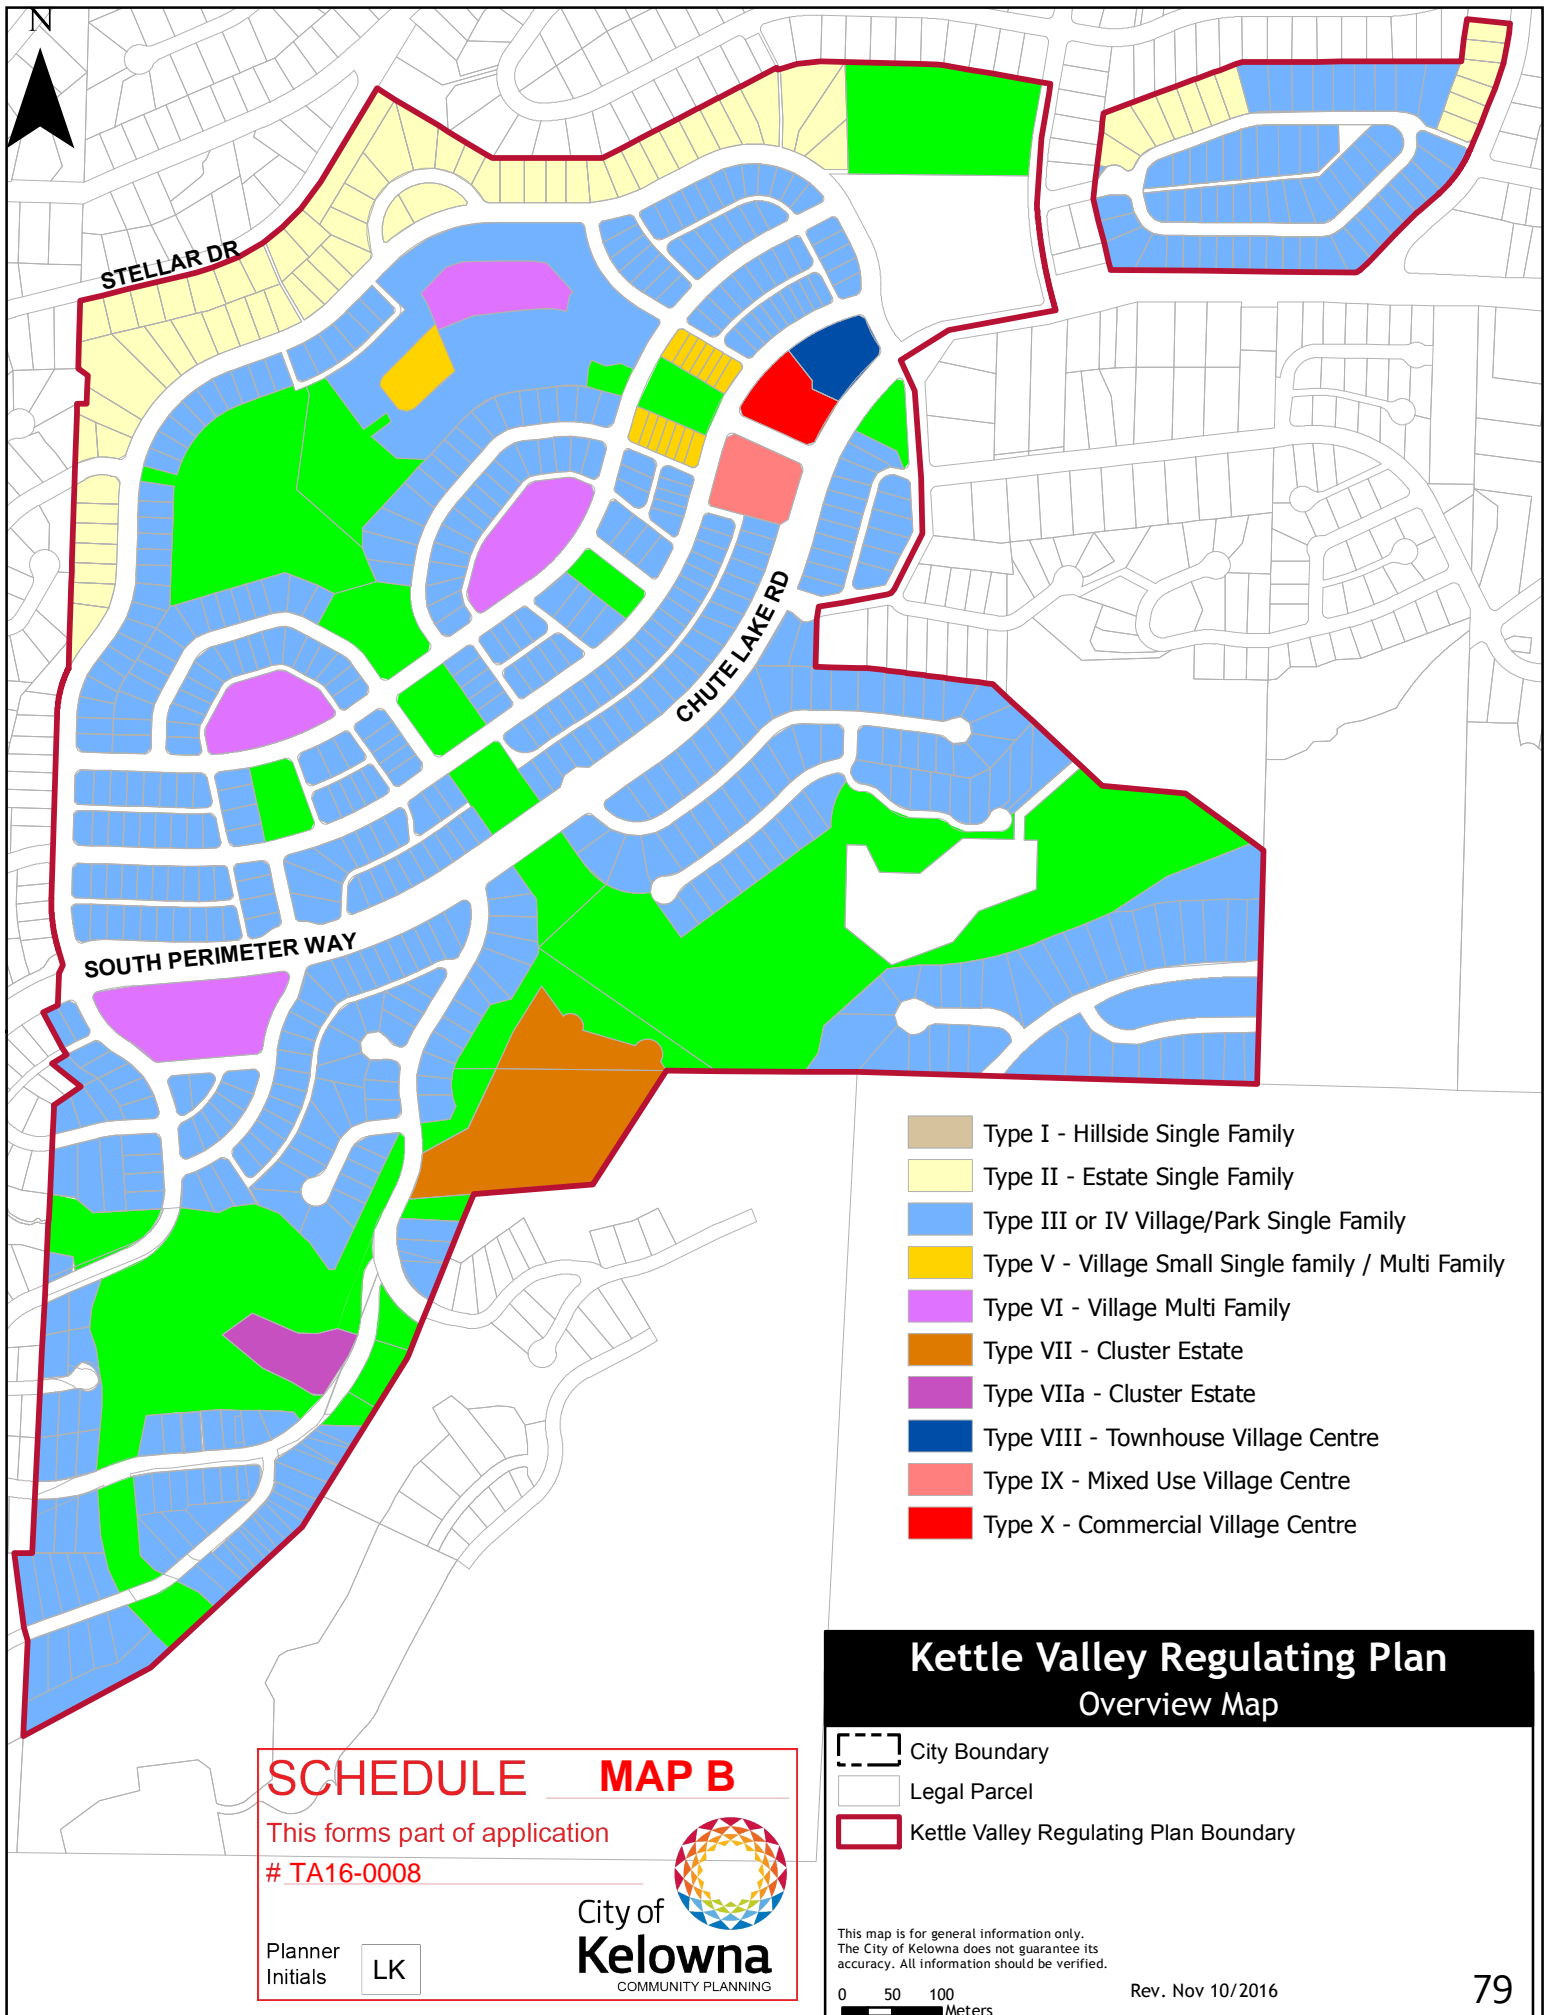 N
STELLAR DR
CHUTE LAKE RD
SOUTH PERIMETER WAY
Type I - Hillside Single Family
Type II - Estate Single Family
Type III or IV Village/Park Single Family
Type V - Village Small Single family / Multi Family
Type VI - Village Multi Family
Type VII - Cluster Estate
Type VIIa - Cluster Estate
Type VIII - Townhouse Village Centre
Type IX - Mixed Use Village Centre
Type X - Commercial Village Centre
Kettle Valley Regulating Plan
Overview Map
City Boundary
Legal Parcel
Kettle Valley Regulating Plan Boundary
This map is for general information only.
The City of Kelowna does not guarantee its
accuracy. All information should be verified.
0 50 100
Meters
Rev. Nov 10/2016
79
SCHEDULE MAP B
This forms part of application
# TA16-0008
City of
Kelowna
COMMUNITY PLANNING
Planner
Initials
LK